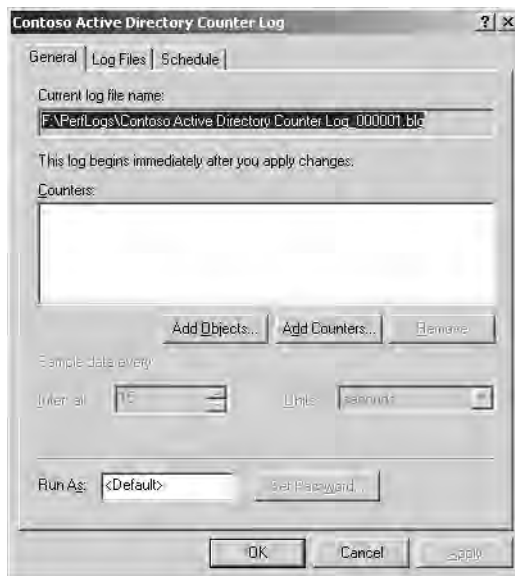 Contoso Active Directory Counter Log
General Log Files Schedule
Current log file name:
F:\PerfLogs\Contoso Active Directory Counter Log_000001.blg
This log begins immediately after you apply changes.
Counters:
Add Objects... Add Counters... Remove
Sample data every:
Interval: 15 Units: seconds
Run As: <Default> Set Password...
OK Cancel Apply